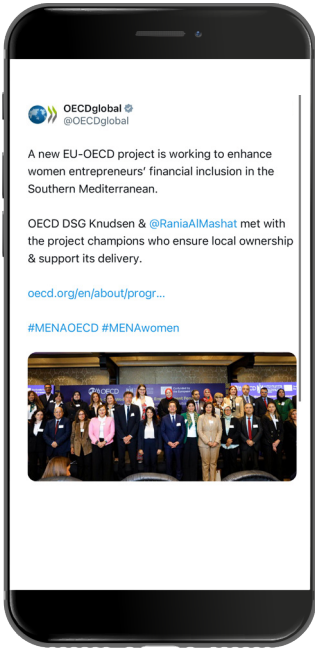 OECDglobal
@OECDglobal
A new EU-OECD project is working to enhance
women entrepreneurs’ financial inclusion in the
Southern Mediterranean.
OECD DSG Knudsen & @RaniaAlMashat met with
the project champions who ensure local ownership
& support its delivery.
oecd.org/en/about/progr...
#MENAOECD #MENAwomen
OECD